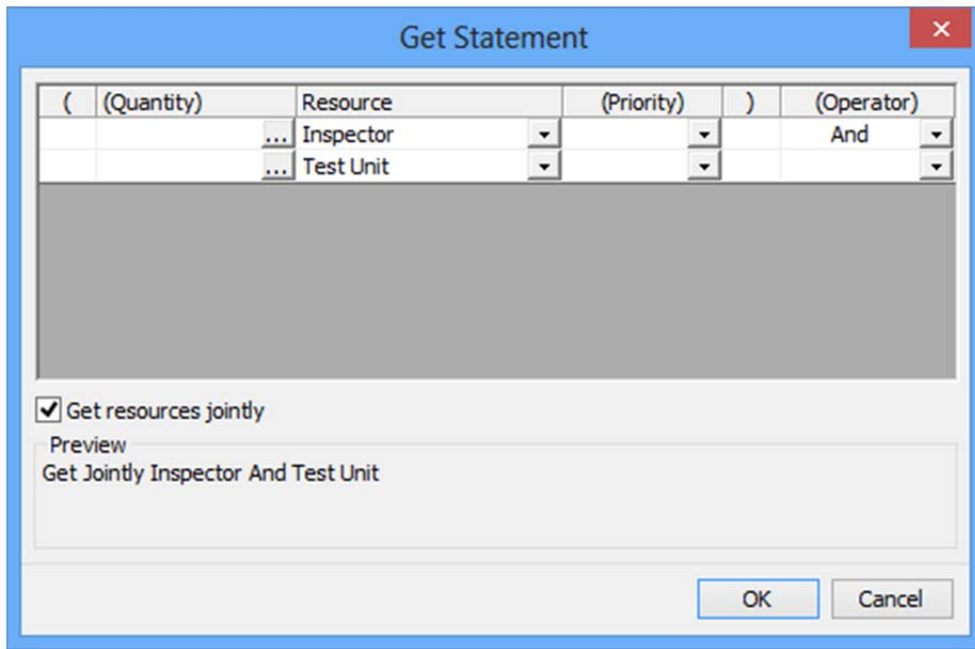 Get Statement
( (Quantity) Resource (Priority) ) (Operator)
... Inspector And
... Test Unit
Get resources jointly
Preview
Get Jointly Inspector And Test Unit
OK Cancel